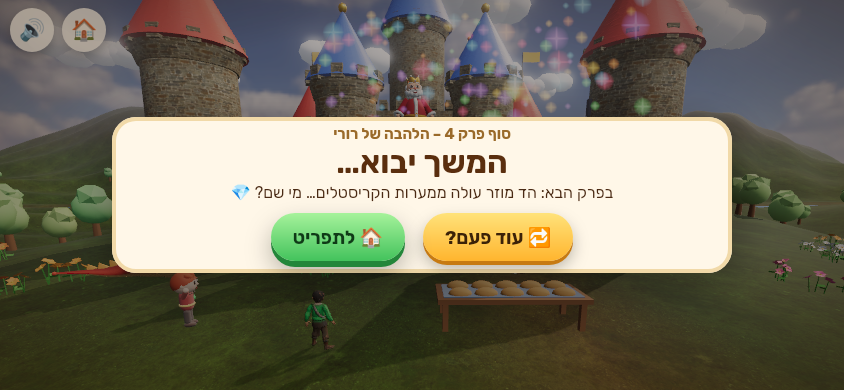 סוף פרק 4 – הלהבה של רורי
המשך יבוא...
בפרק הבא: הד מוזר עולה ממערות הקריסטלים... מי שם? 💎
🔁 עוד פעם?
🏠 לתפריט